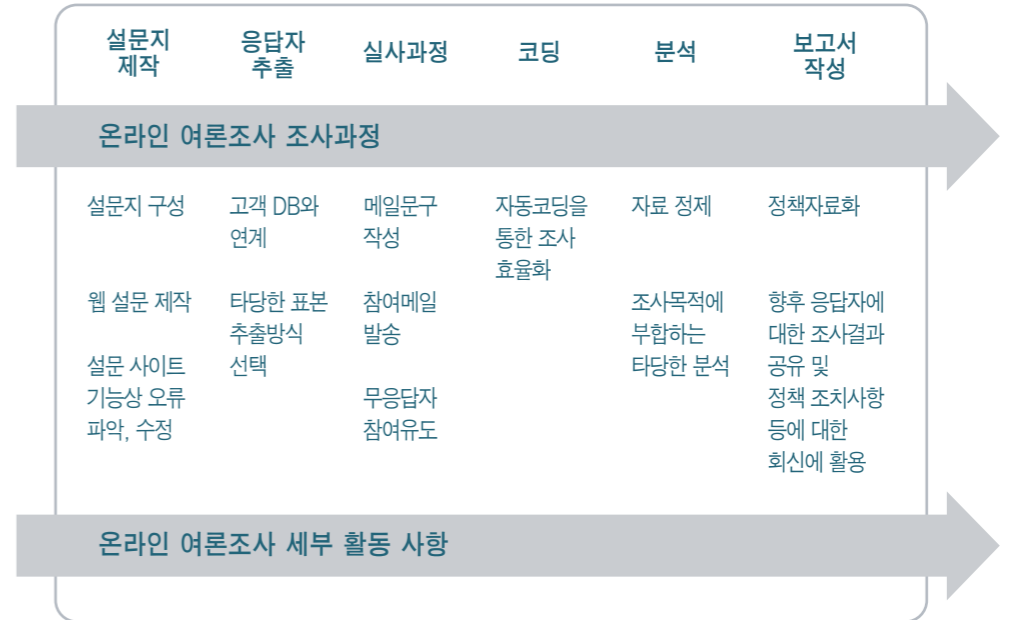 설문지
제작
응답자
추출
실사과정
코딩
분석
보고서
작성
온라인 여론조사 조사과정
설문지 구성
웹 설문 제작
설문 사이트
기능상 오류
파악, 수정
고객 DB와
연계
타당한 표본
추출방식
선택
메일문구
작성
참여메일
발송
무응답자
참여유도
자동코딩을
통한 조사
효율화
자료 정제
조사목적에
부합하는
타당한 분석
정책자료화
향후 응답자에
대한 조사결과
공유 및
정책 조치사항
등에 대한
회신에 활용
온라인 여론조사 세부 활동 사항